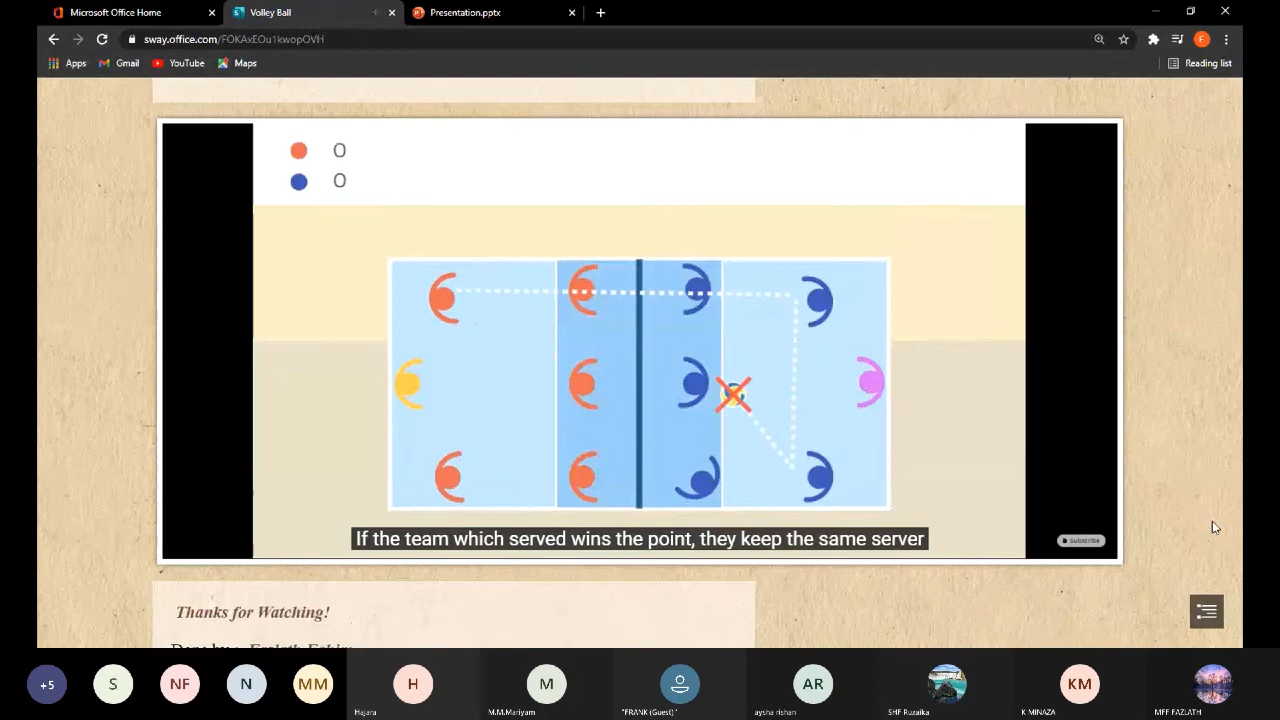 Microsoft Office Home
Volley Ball
Presentation.pptx
sway.office.com/FOKAxEOu1kwopOVH
F
Apps
Gmail
YouTube
Maps
Reading list
0
0
If the team which served wins the point, they keep the same server
subscribe
Thanks for Watching!
+5
S
NF
N
MM
H
M
AR
KM
Hajara
M.M.Mariyam
"FRANK (Guest)"
aysha rishan
SHF Ruzaika
K MINAZA
MFF FAZLATH